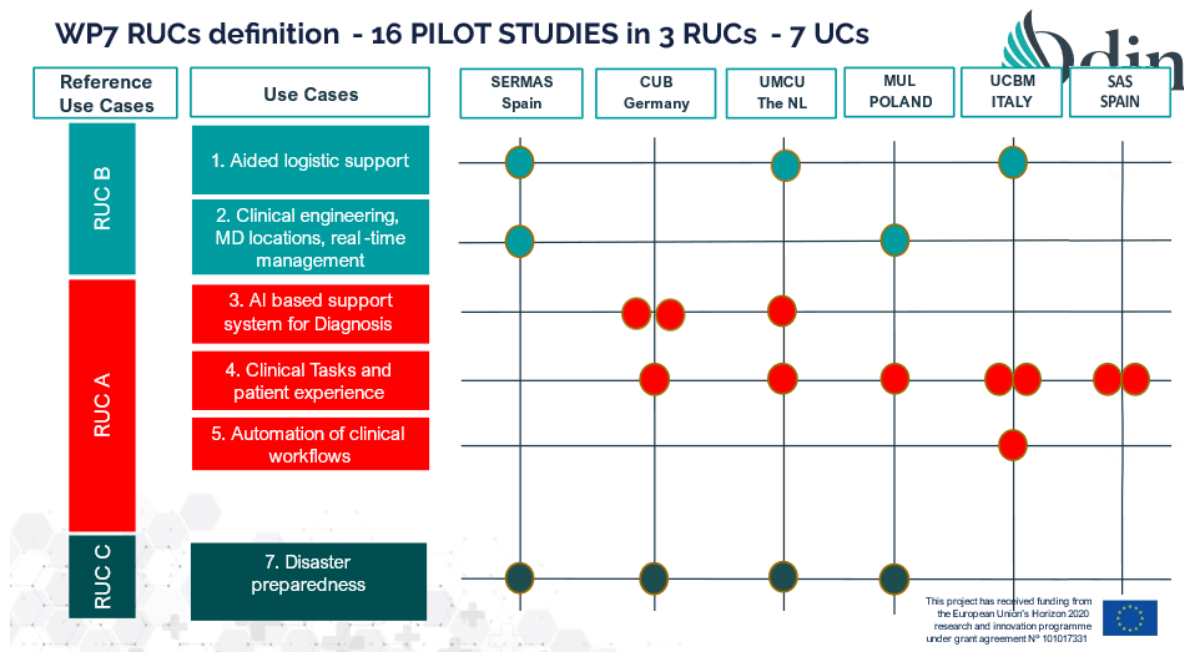 WP7 RUCs definition - 16 PILOT STUDIES in 3 RUCs - 7 UCs
Odin
Reference
Use Cases
Use Cases
SERMAS
Spain
CUB
Germany
UMCU
The NL
MUL
POLAND
UCBM
ITALY
SAS
SPAIN
RUC B
1. Aided logistic support
2. Clinical engineering,
MD locations, real-time
management
RUC A
3. AI based support
system for Diagnosis
4. Clinical Tasks and
patient experience
5. Automation of clinical
workflows
RUC C
7. Disaster
preparedness
This project has received funding from
the European Union's Horizon 2020
research and innovation programme
under grant agreement Nº 101017331